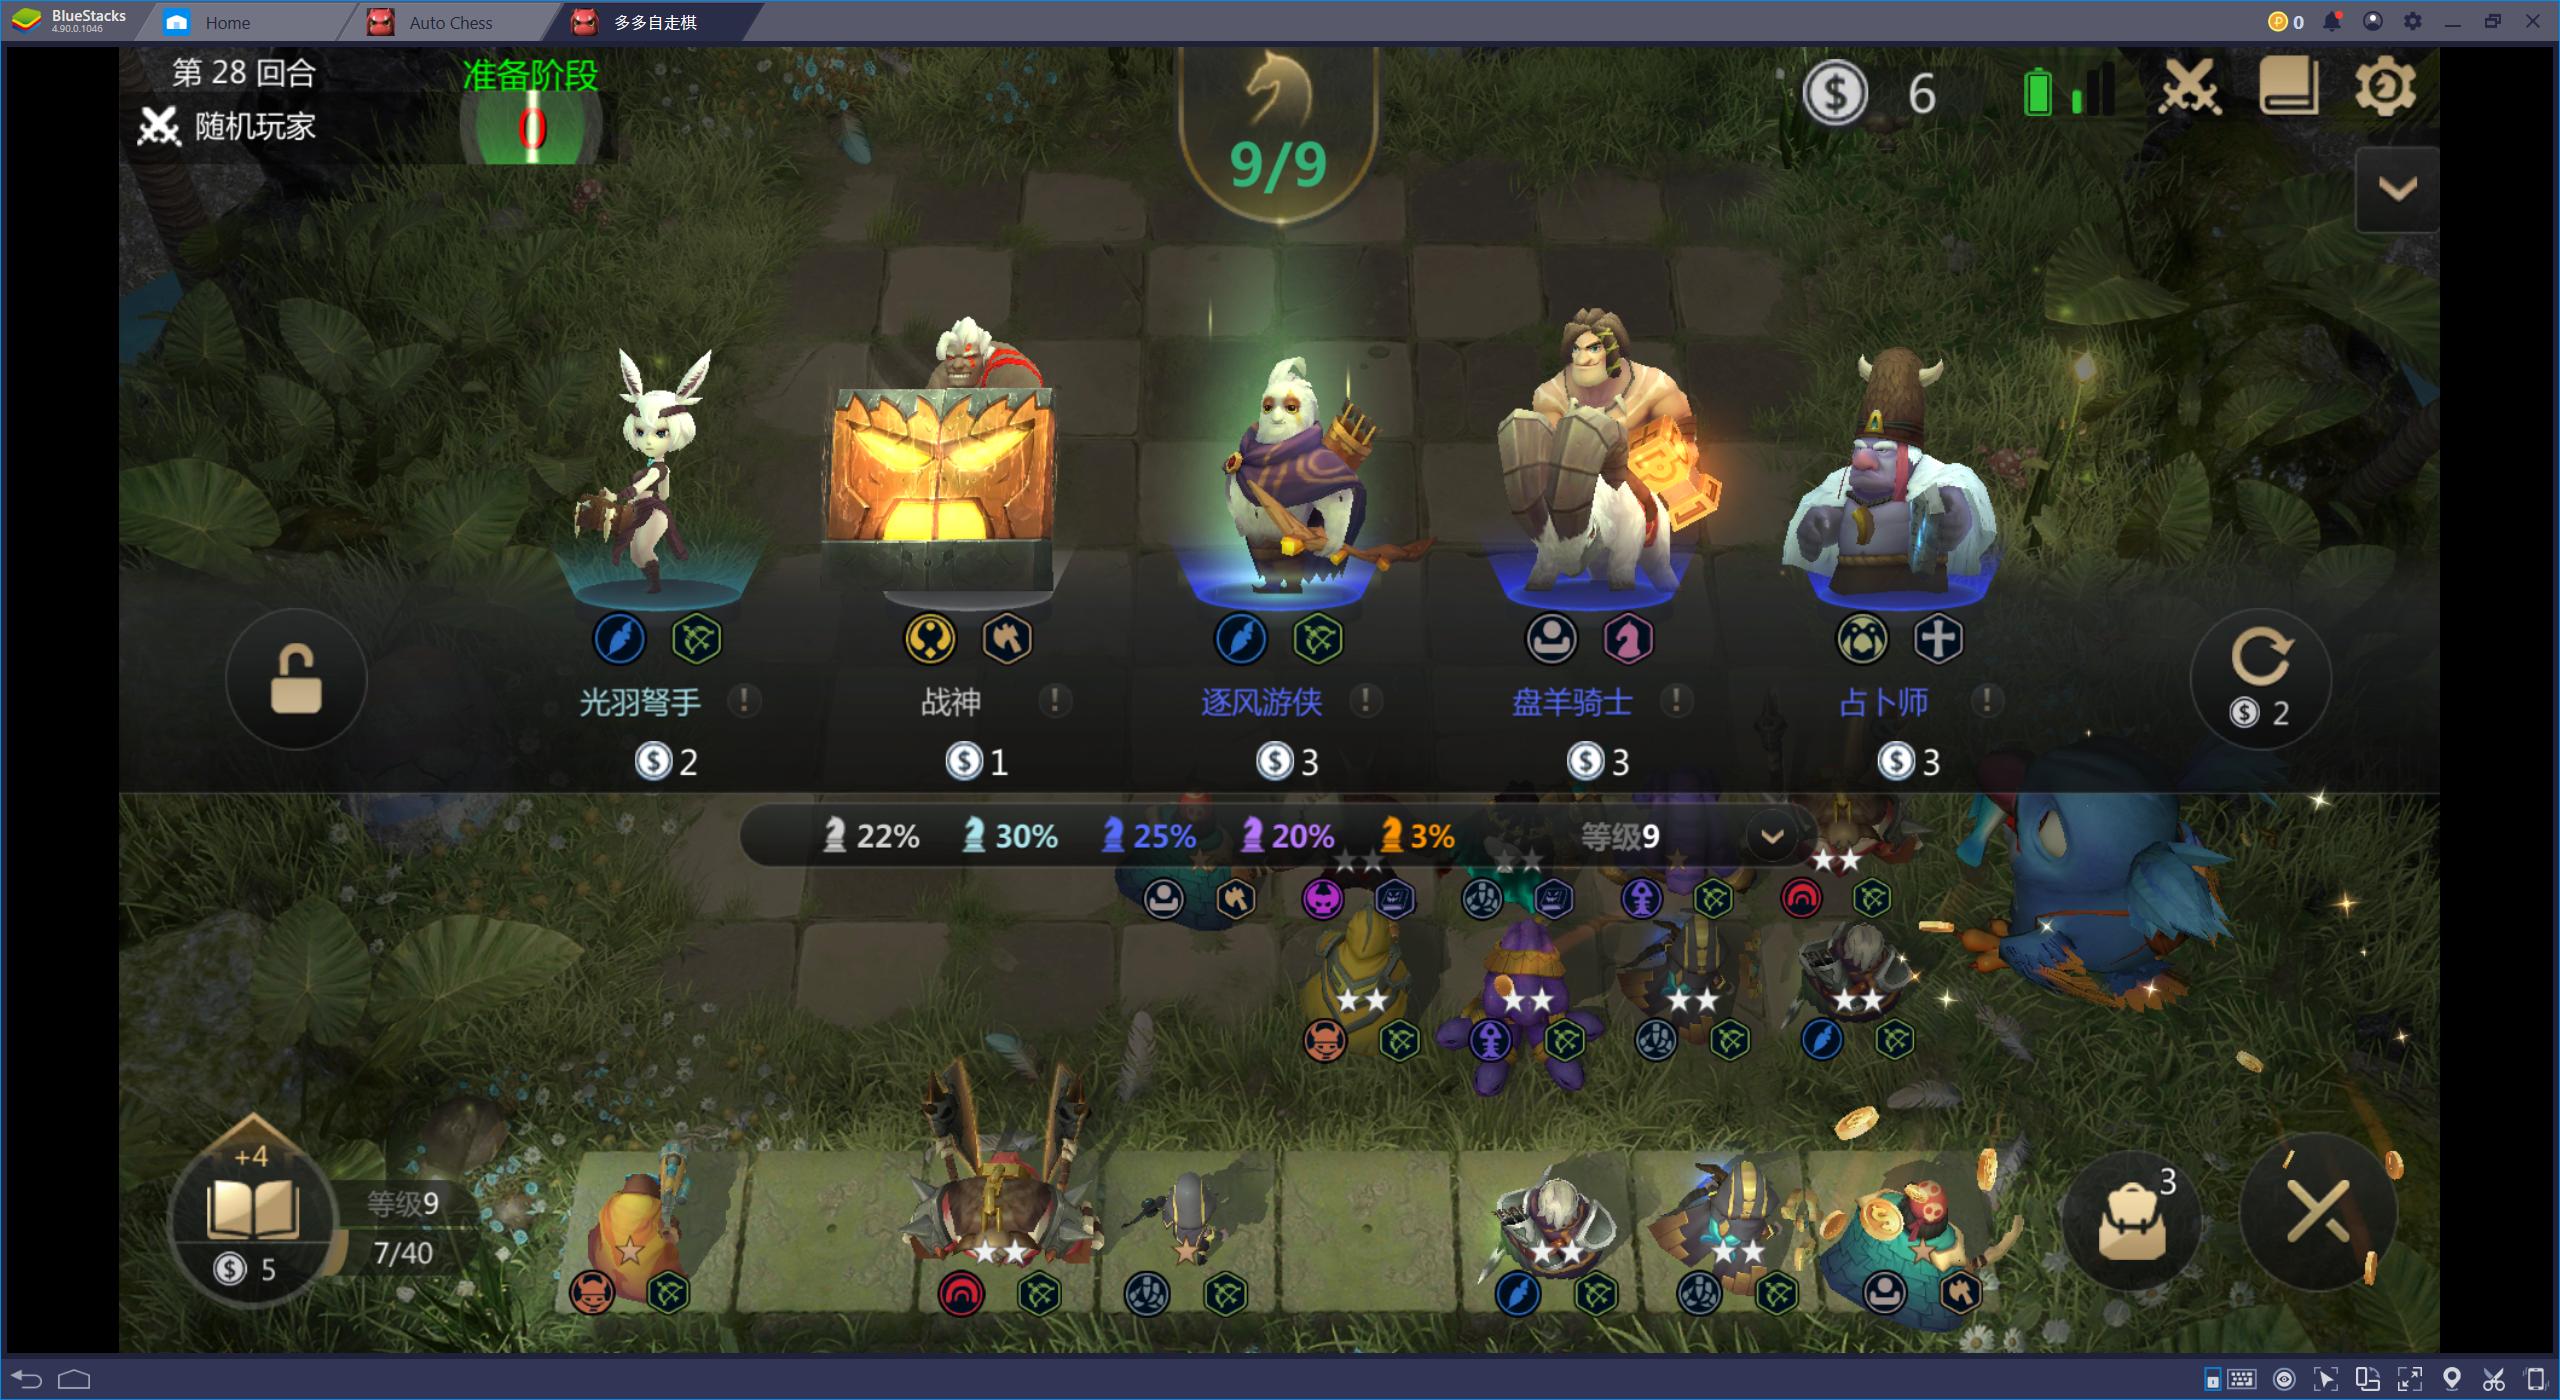 BlueStacks
4.90.0.1046
Home
Auto Chess
多多自走棋
0
第 28 回合
准备阶段
随机玩家
0
9/9
6
光羽弩手
战神
逐风游侠
盘羊骑士
占卜师
2
1
3
3
3
2
22% 30% 25% 20% 3% 等级9
+4
等级9
7/40
5
3